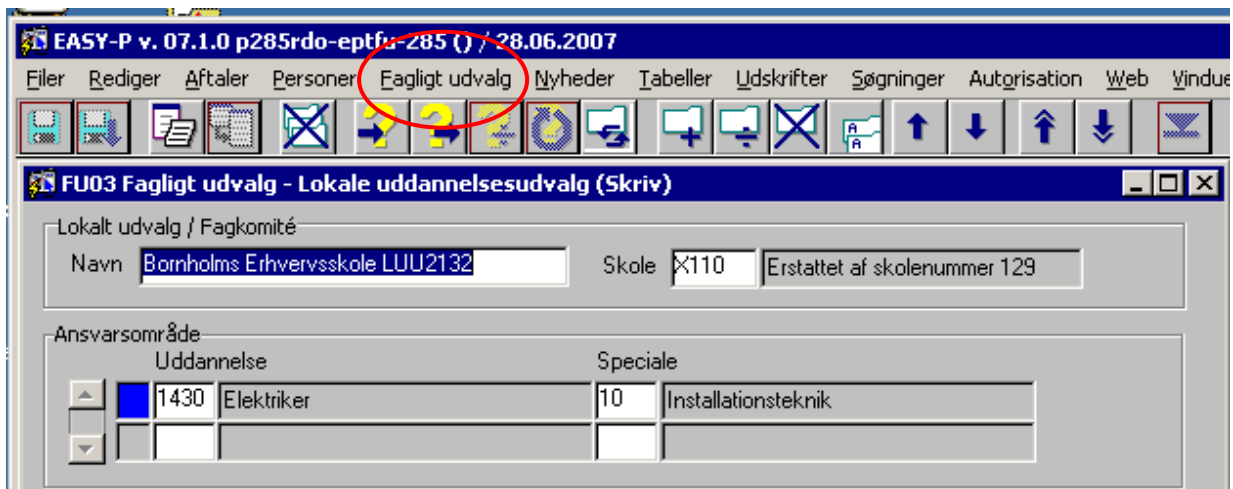 EASY-P v. 07.1.0 p285rdo-eptfu-285 () / 28.06.2007
Filer Rediger Aftaler Personer Fagligt udvalg Nyheder Tabeller Udskrifter Søgninger Autorisation Web Vindue
FU03 Fagligt udvalg - Lokale uddannelsesudvalg (Skriv)
Lokalt udvalg / Fagkomité
Navn Bornholms Erhvervsskole LUU2132 Skole X110 Erstattet af skolenummer 129
Ansvarsområde
Uddannelse Speciale
1430 Elektriker 10 Installationsteknik